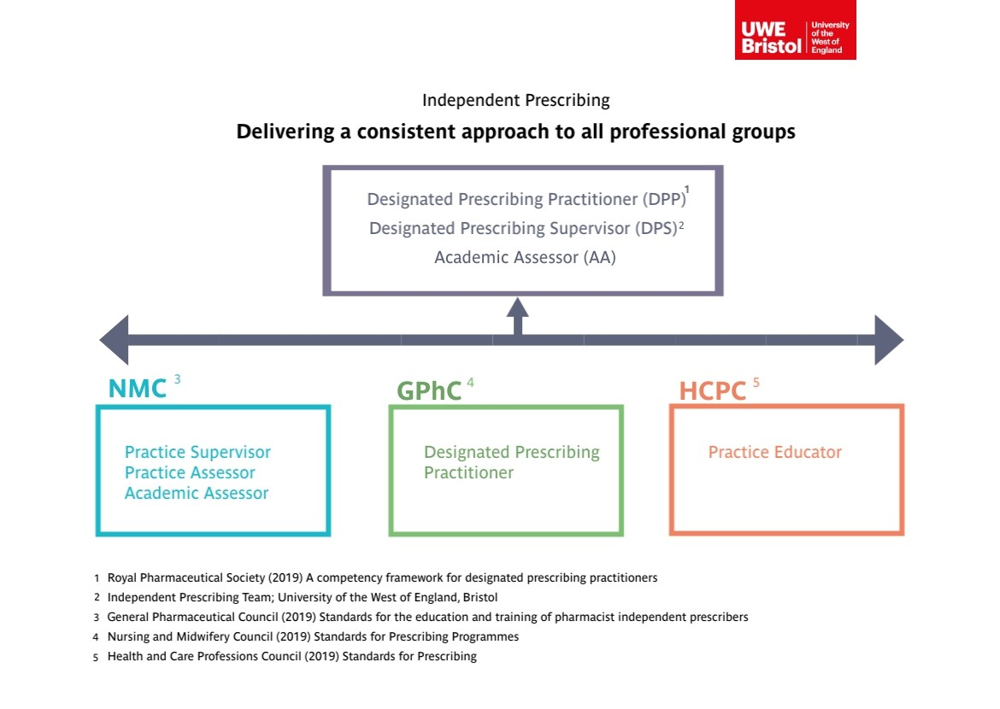 UWE
Bristol
University
of the
West of
England
Independent Prescribing
Delivering a consistent approach to all professional groups
Designated Prescribing Practitioner (DPP)1
Designated Prescribing Supervisor (DPS)2
Academic Assessor (AA)
NMC 3
Practice Supervisor
Practice Assessor
Academic Assessor
GPhC 4
Designated Prescribing
Practitioner
HCPC 5
Practice Educator
1 Royal Pharmaceutical Society (2019) A competency framework for designated prescribing practitioners
2 Independent Prescribing Team; University of the West of England, Bristol
3 General Pharmaceutical Council (2019) Standards for the education and training of pharmacist independent prescribers
4 Nursing and Midwifery Council (2019) Standards for Prescribing Programmes
5 Health and Care Professions Council (2019) Standards for Prescribing